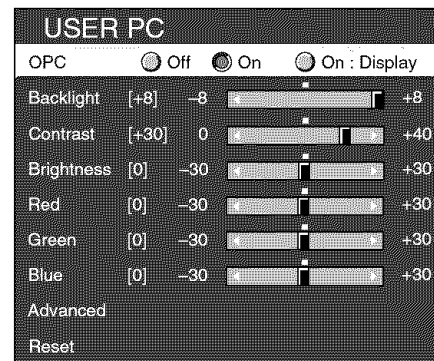 USER PC
OPC Off On On : Display
Backlight [+8] –8 +8
Contrast [+30] 0 +40
Brightness [0] –30 +30
Red [0] –30 +30
Green [0] –30 +30
Blue [0] –30 +30
Advanced
Reset